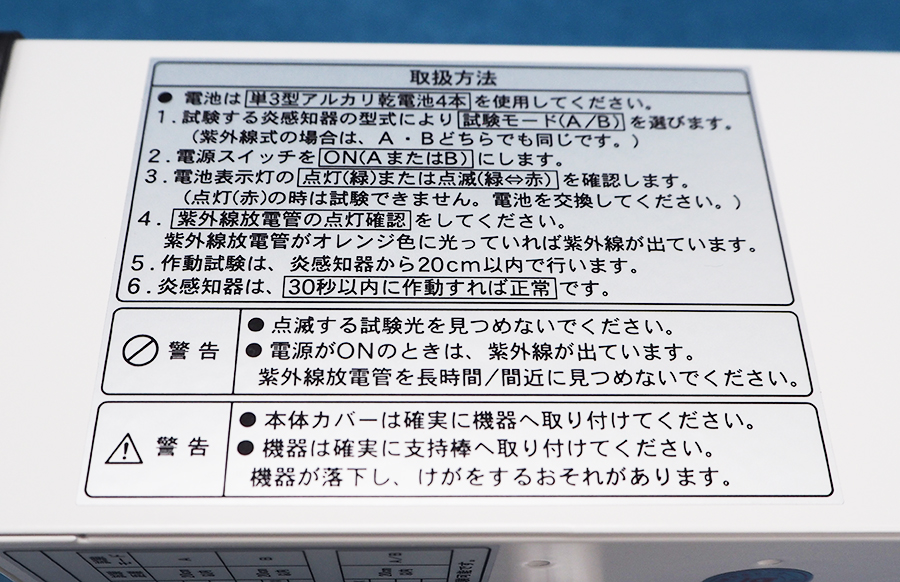 取扱方法
● 電池は 単3型アルカリ乾電池4本 を使用してください。
1.試験する炎感知器の型式により 試験モード(A/B) を選びます。
(紫外線式の場合は、A・Bどちらでも同じです。)
2.電源スイッチを ON(AまたはB) にします。
3.電池表示灯の 点灯(緑)または点滅(緑⇔赤) を確認します。
(点灯(赤)の時は試験できません。電池を交換してください。)
4. 紫外線放電管の点灯確認 をしてください。
紫外線放電管がオレンジ色に光っていれば紫外線が出ています。
5.作動試験は、炎感知器から20cm以内で行います。
6.炎感知器は、 30秒以内に作動すれば正常 です。
警告
● 点滅する試験光を見つめないでください。
● 電源がONのときは、紫外線が出ています。
紫外線放電管を長時間/間近に見つめないでください。
警告
● 本体カバーは確実に機器へ取り付けてください。
● 機器は確実に支持棒へ取り付けてください。
機器が落下し、けがをするおそれがあります。
A
B
A/B